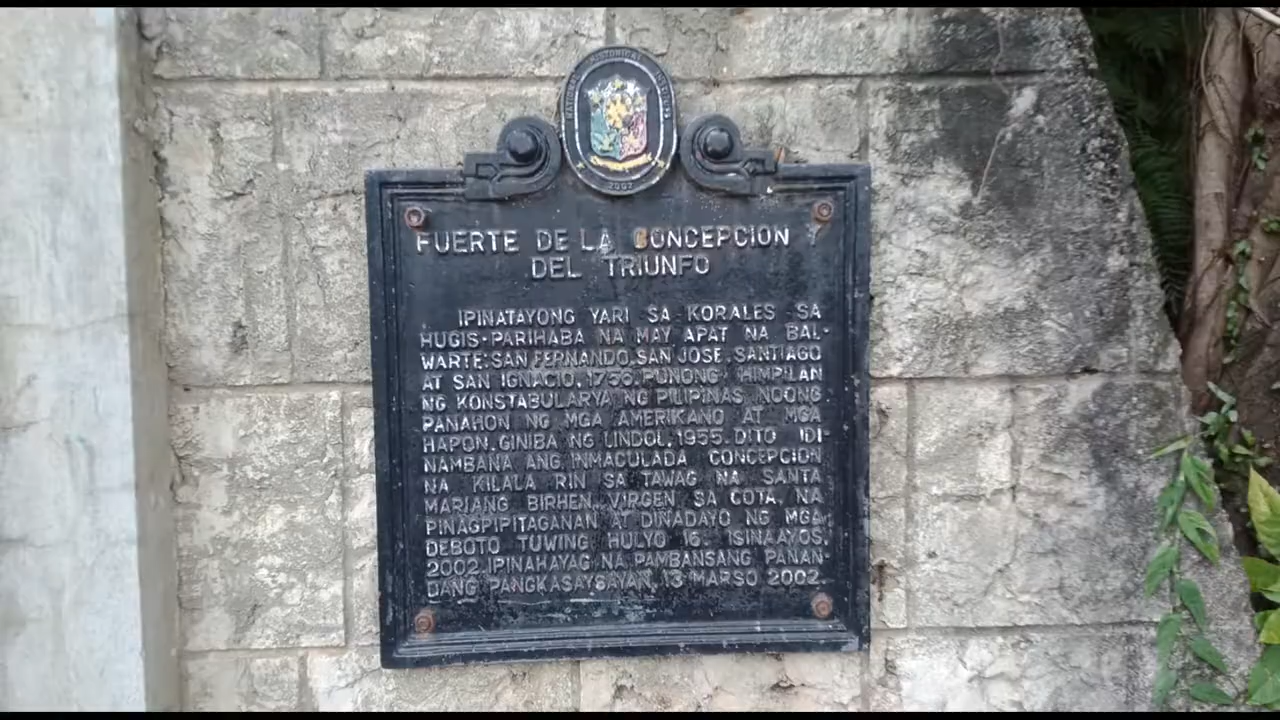 NATIONAL HISTORICAL INSTITUTE
2002
FUERTE DE LA CONCEPCION Y
DEL TRIUNFO
IPINATAYONG YARI SA KORALES SA
HUGIS-PARIHABA NA MAY APAT NA BAL-
WARTE: SAN FERNANDO, SAN JOSE, SANTIAGO
AT SAN IGNACIO, 1756. PUNONG HIMPILAN
NG KONSTABULARYA NG PILIPINAS NOONG
PANAHON NG MGA AMERIKANO AT MGA
HAPON. GINIBA NG LINDOL, 1955. DITO IDI-
NAMBANA ANG INMACULADA CONCEPCION
NA KILALA RIN SA TAWAG NA SANTA
MARIANG BIRHEN, VIRGEN SA COTA, NA
PINAGPIPITAGANAN AT DINADAYO NG MGA
DEBOTO TUWING HULYO 16. ISINAAYOS,
2002. IPINAHAYAG NA PAMBANSANG PANAN-
DANG PANGKASAYSAYAN, 13 MARSO 2002.